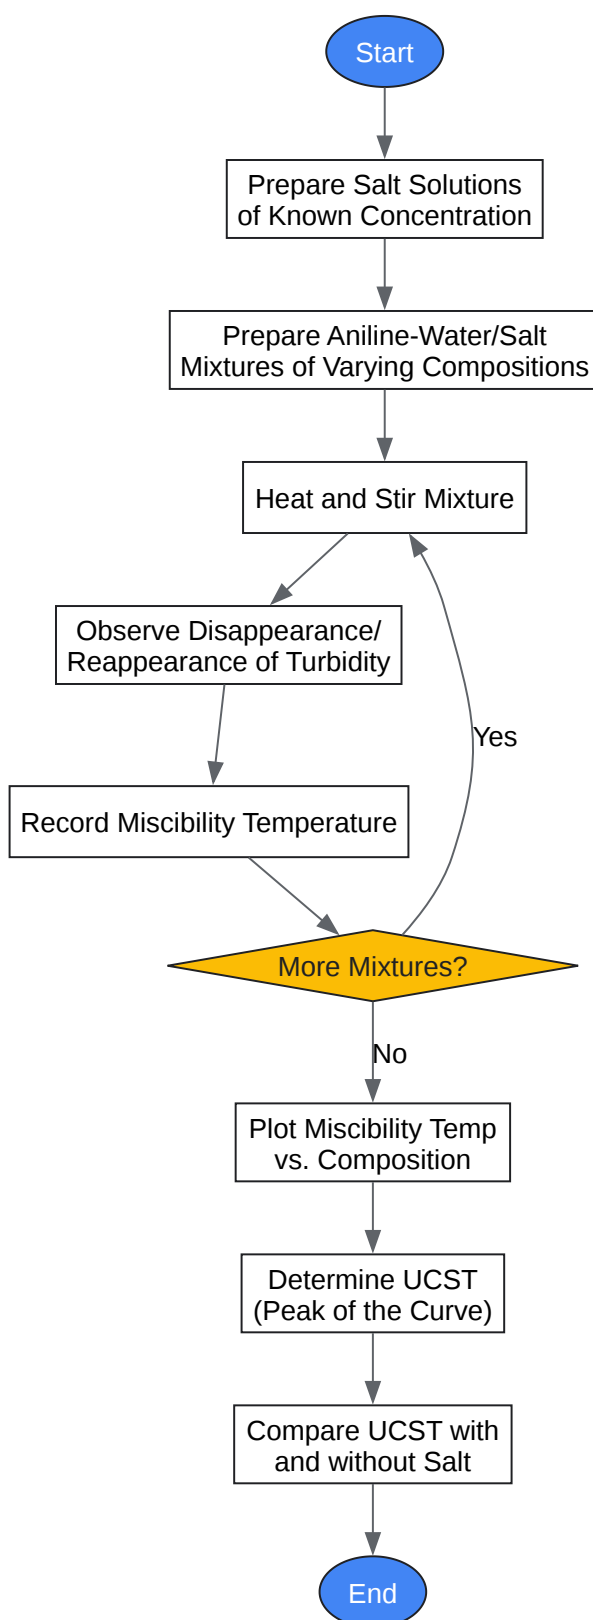 Start
Prepare Salt Solutions
of Known Concentration
Prepare Aniline-Water/Salt
Mixtures of Varying Compositions
Heat and Stir Mixture
Observe Disappearance/
Reappearance of Turbidity
Yes
Record Miscibility Temperature
More Mixtures?
No
Plot Miscibility Temp
vs. Composition
Determine UCST
(Peak of the Curve)
Compare UCST with
and without Salt
End